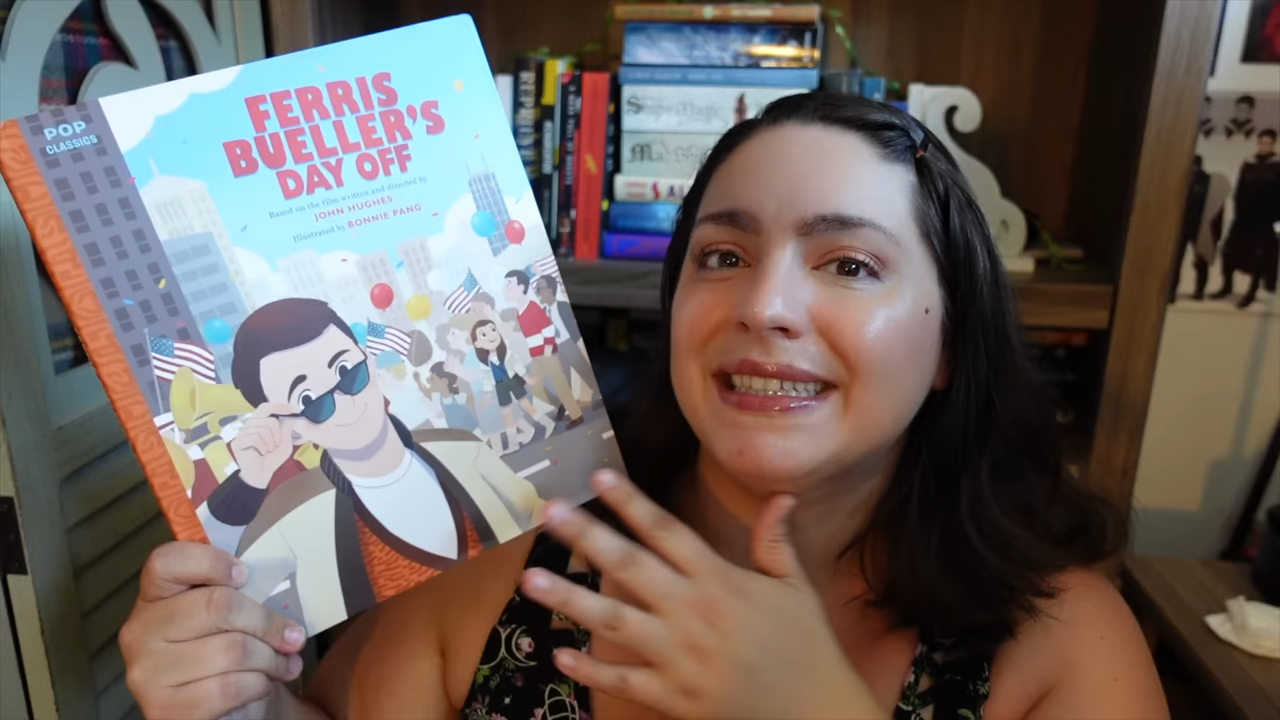 POP
CLASSICS
FERRIS
BUELLER'S
DAY OFF
Based on the film written and directed by
JOHN HUGHES
Illustrated by BONNIE PANG